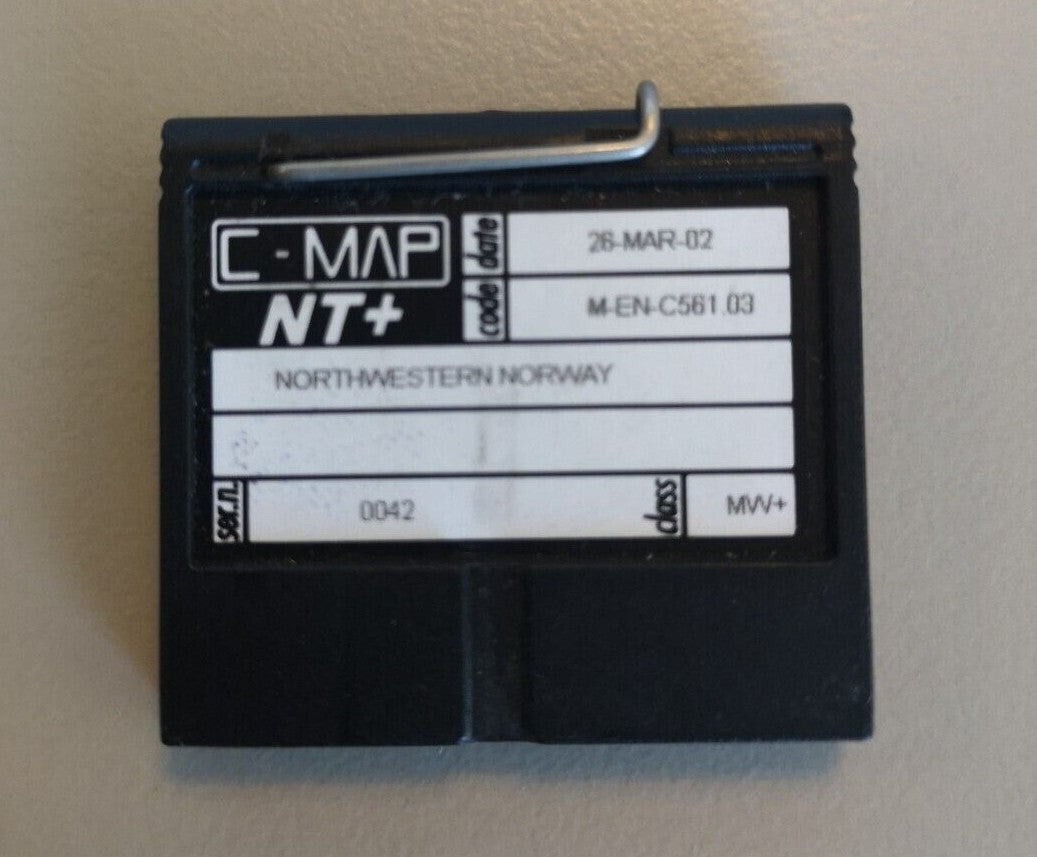 C-MAP
NT+
date 26-MAR-02
code M-EN-C561.03
NORTHWESTERN NORWAY
ser.n. 0042 class MW+